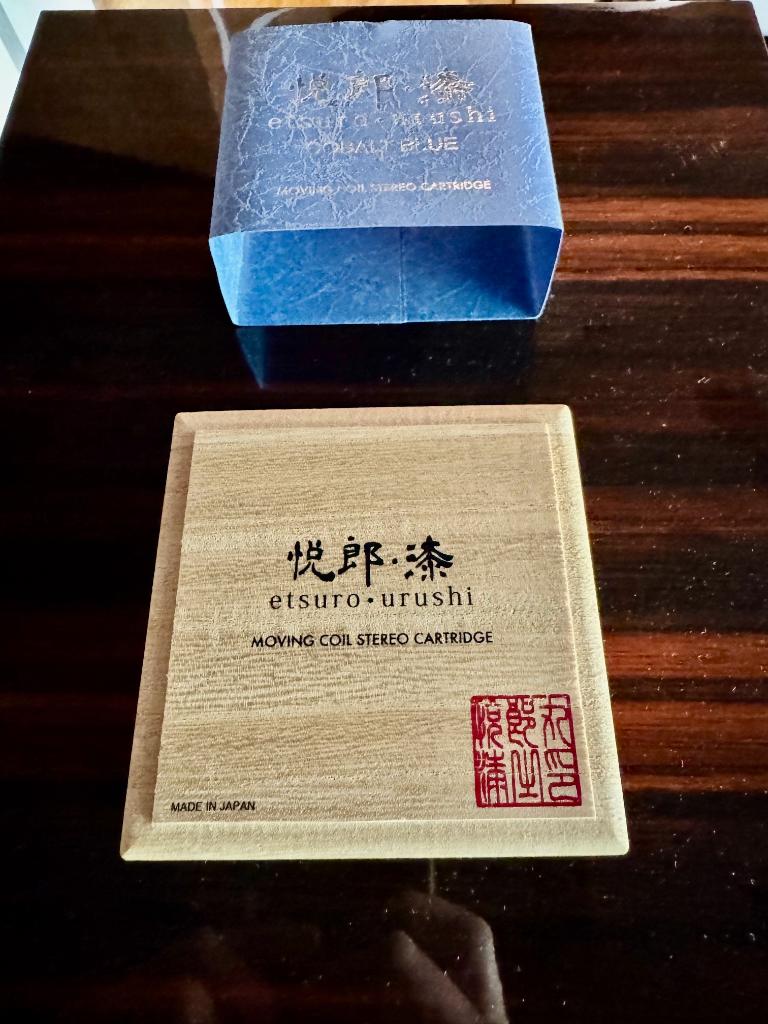 悦郎・漆
etsuro・urushi
COBALT BLUE
MOVING COIL STEREO CARTRIDGE
悦郎・漆
etsuro・urushi
MOVING COIL STEREO CARTRIDGE
MADE IN JAPAN